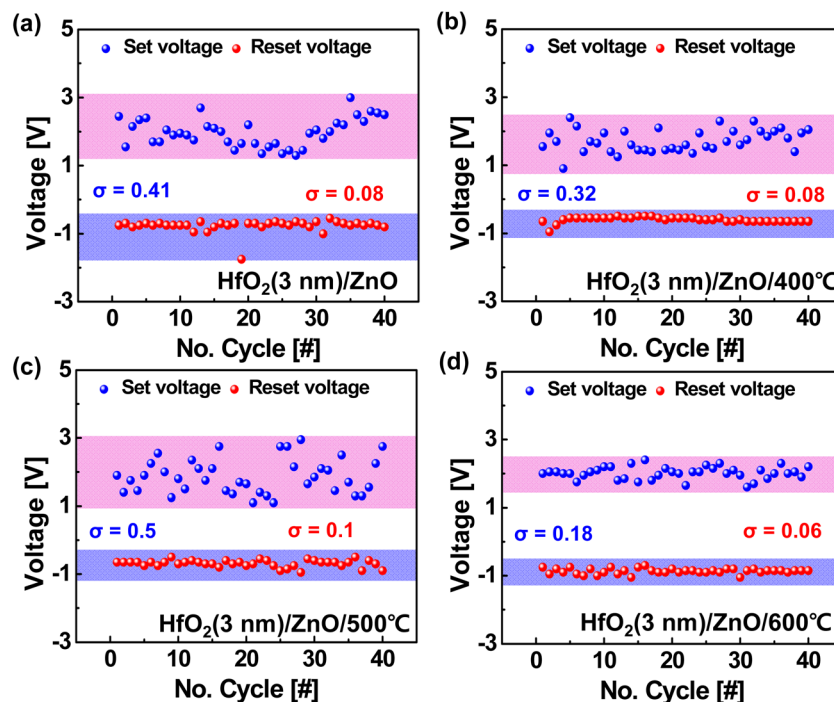 (a)
Set voltage Reset voltage
5
3
1
-1
-3
Voltage [V]
σ = 0.41
σ = 0.08
HfO₂(3 nm)/ZnO
0 10 20 30 40
No. Cycle [#]
(b)
Set voltage Reset voltage
5
3
1
-1
-3
Voltage [V]
σ = 0.32
σ = 0.08
HfO₂(3 nm)/ZnO/400℃
0 10 20 30 40
No. Cycle [#]
(c)
Set voltage Reset voltage
5
3
1
-1
-3
Voltage [V]
σ = 0.5
σ = 0.1
HfO₂(3 nm)/ZnO/500℃
0 10 20 30 40
No. Cycle [#]
(d)
Set voltage Reset voltage
5
3
1
-1
-3
Voltage [V]
σ = 0.18
σ = 0.06
HfO₂(3 nm)/ZnO/600℃
0 10 20 30 40
No. Cycle [#]